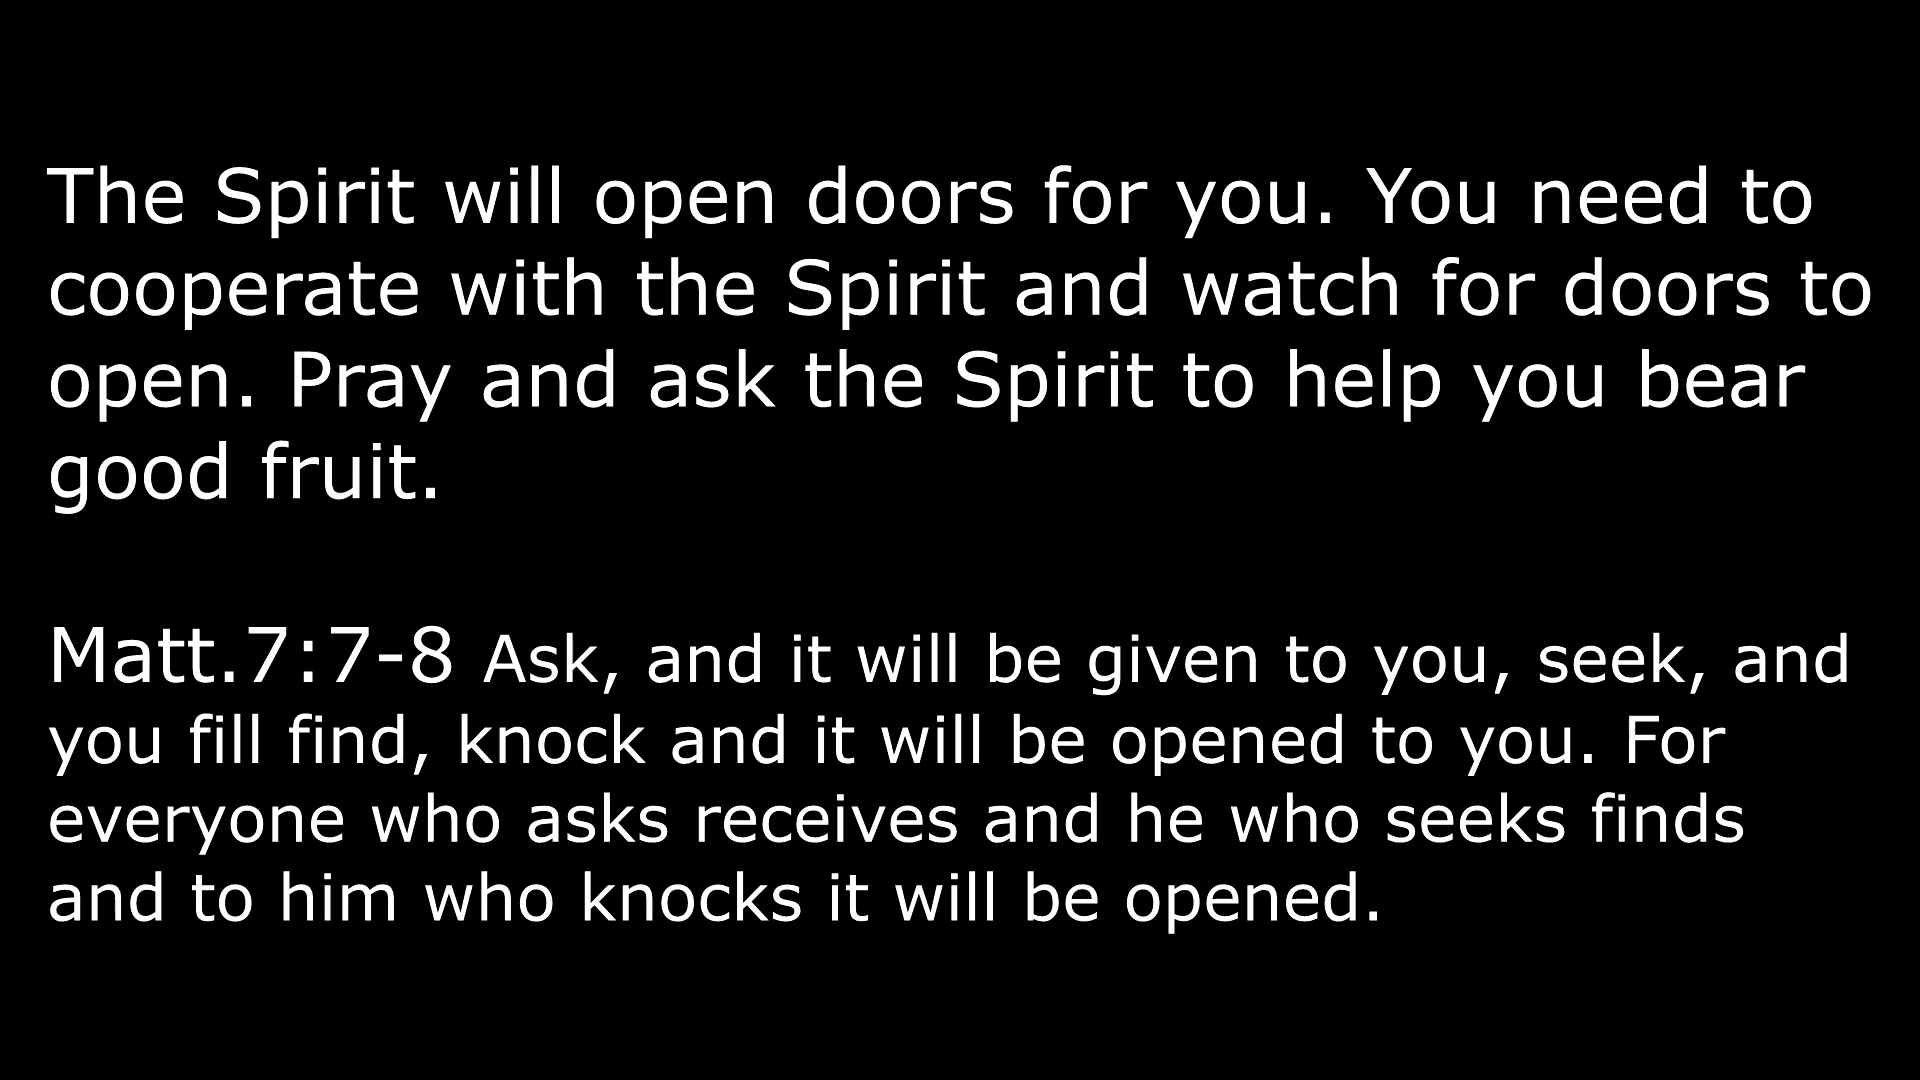 The Spirit will open doors for you. You need to
cooperate with the Spirit and watch for doors to
open. Pray and ask the Spirit to help you bear
good fruit.
Matt.7:7-8 Ask, and it will be given to you, seek, and
you fill find, knock and it will be opened to you. For
everyone who asks receives and he who seeks finds
and to him who knocks it will be opened.